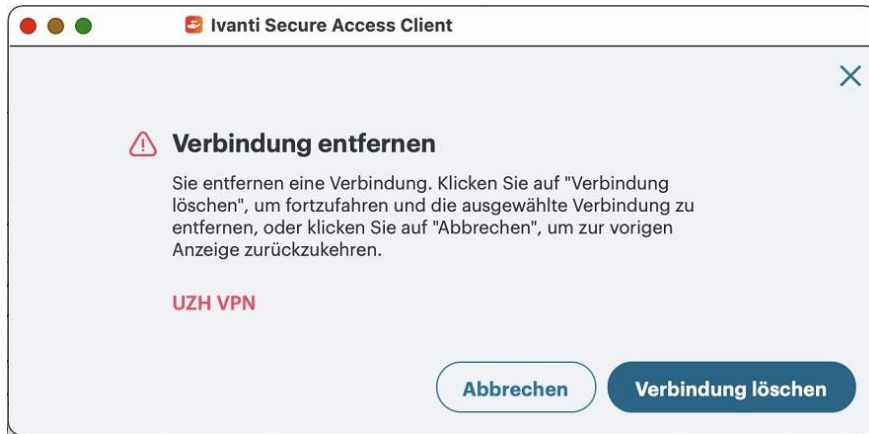 Ivanti Secure Access Client
Verbindung entfernen
Sie entfernen eine Verbindung. Klicken Sie auf "Verbindung
löschen", um fortzufahren und die ausgewählte Verbindung zu
entfernen, oder klicken Sie auf "Abbrechen", um zur vorigen
Anzeige zurückzukehren.
UZH VPN
Abbrechen
Verbindung löschen